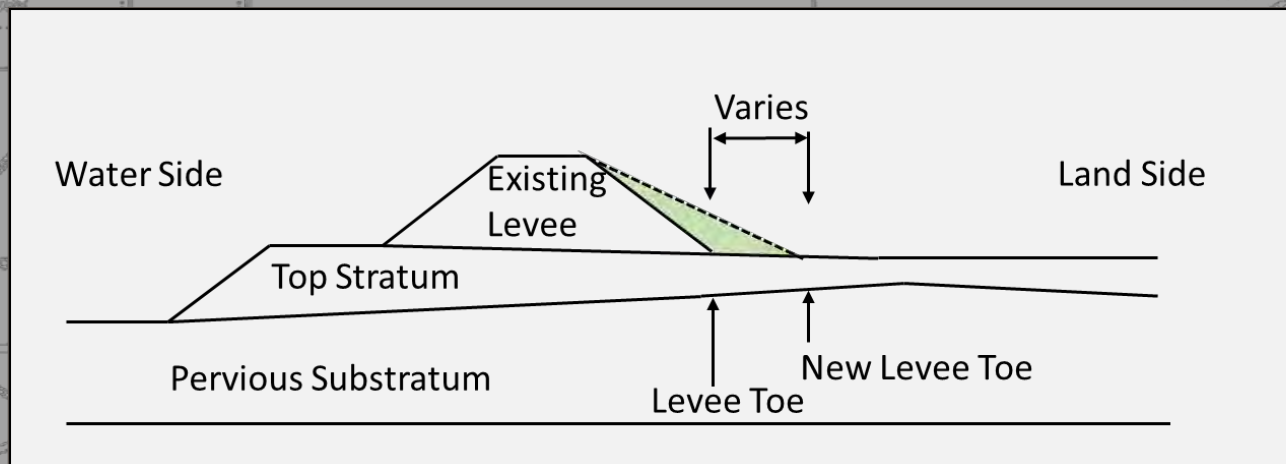 Varies
Water Side
Existing
Levee
Land Side
Top Stratum
Pervious Substratum
New Levee Toe
Levee Toe